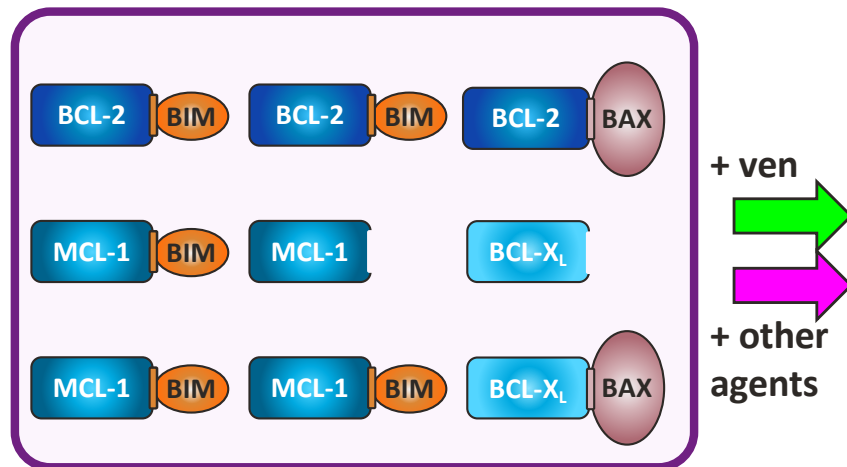 BCL-2 BIM BCL-2 BIM BCL-2 BAX
+ ven
MCL-1 BIM MCL-1 BCL-XL
+ other
agents
MCL-1 BIM MCL-1 BIM BCL-XL BAX